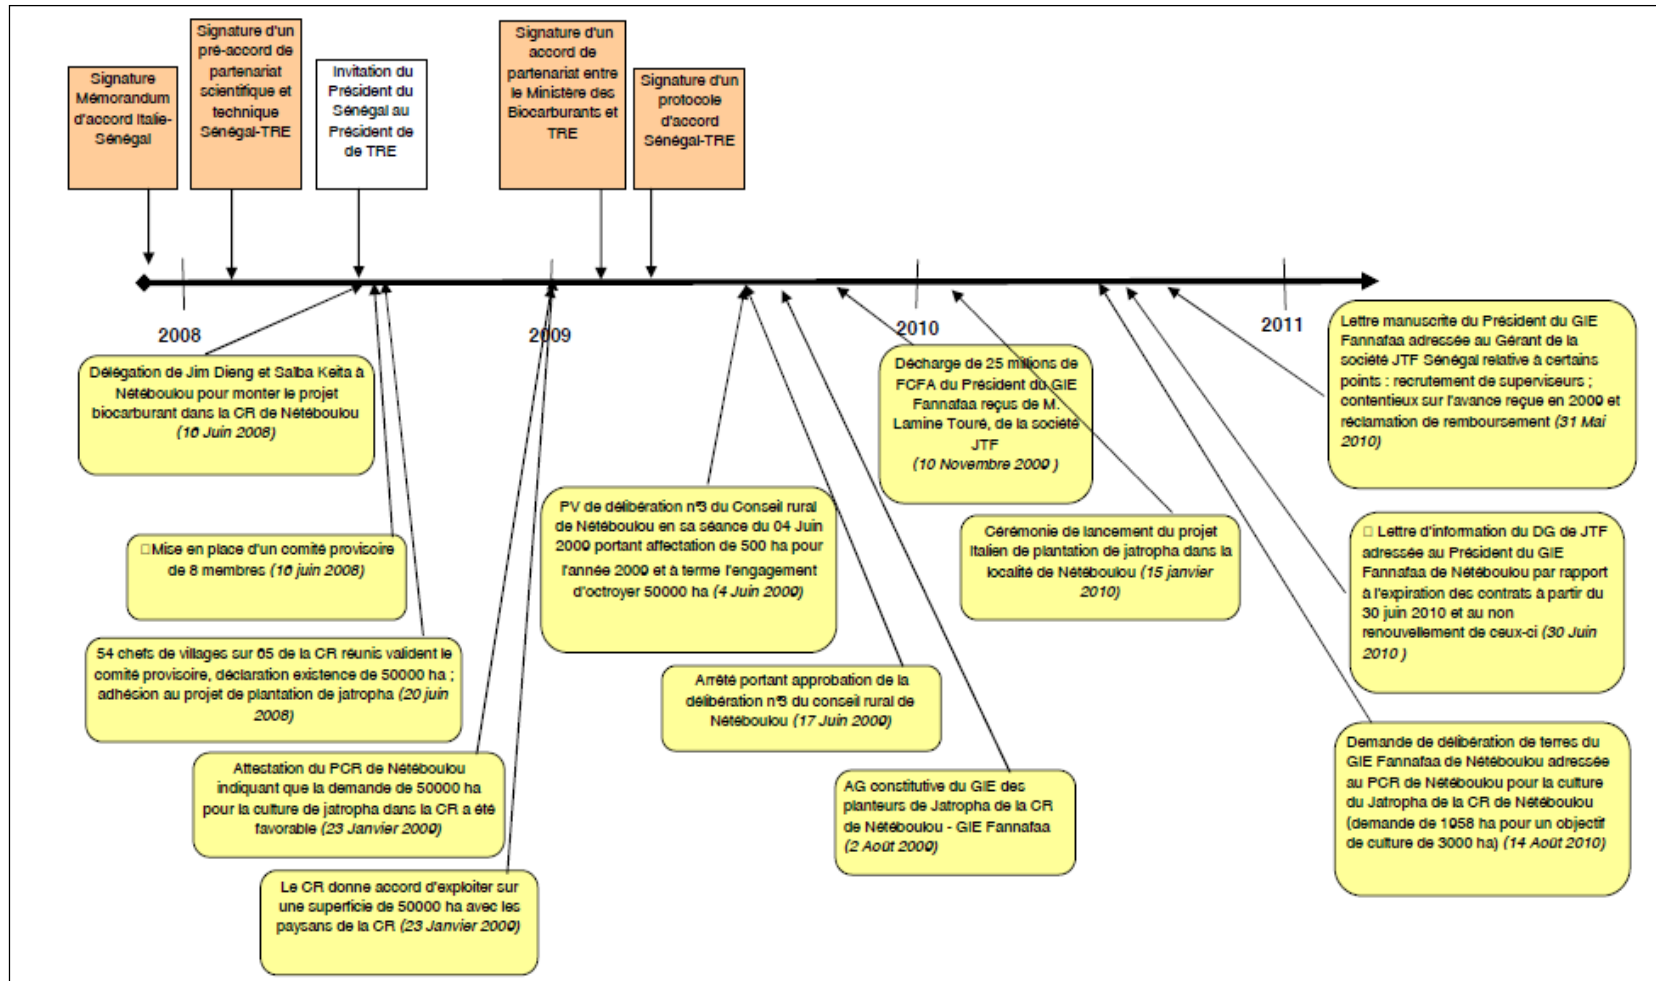 Signature
Mémorandum
d'accord Italie-
Sénégal
Signature d'un
pré-accord de
partenariat
scientifique et
technique
Sénégal-TRE
Invitation du
Président du
Sénégal au
Président de
de TRE
Signature d'un
accord de
partenariat entre
le Ministère des
Biocarburants et
TRE
Signature d'un
protocole
d'accord
Sénégal-TRE
2008
2009
2010
2011
Délégation de Jim Dieng et Salba Keita à
Nétéboulou pour monter le projet
biocarburant dans la CR de Nétéboulou
(16 Juin 2008)
□Mise en place d'un comité provisoire
de 8 membres (16 juin 2008)
54 chefs de villages sur 65 de la CR réunis valident le
comité provisoire, déclaration existence de 50000 ha ;
adhésion au projet de plantation de jatropha (20 juin
2008)
Attestation du PCR de Nétéboulou
indiquant que la demande de 50000 ha
pour la culture de jatropha dans la CR a été
favorable (23 Janvier 2009)
Le CR donne accord d'exploiter sur
une superficie de 50000 ha avec les
paysans de la CR (23 Janvier 2009)
PV de délibération n°3 du Conseil rural
de Nétéboulou en sa séance du 04 Juin
2009 portant affectation de 500 ha pour
l'année 2009 et à terme l'engagement
d'octroyer 50000 ha (4 Juin 2009)
Arrêté portant approbation de la
délibération n°3 du conseil rural de
Nétéboulou (17 Juin 2009)
AG constitutive du GIE des
planteurs de Jatropha de la CR
de Nétéboulou - GIE Fannafaa
(2 Août 2009)
Décharge de 25 millions de
FCFA du Président du GIE
Fannafaa reçus de M.
Lamine Touré, de la société
JTF
(10 Novembre 2009 )
Cérémonie de lancement du projet
Italien de plantation de jatropha dans la
localité de Nétéboulou (15 janvier
2010)
Lettre manuscrite du Président du GIE
Fannafaa adressée au Gérant de la
société JTF Sénégal relative à certains
points : recrutement de superviseurs ;
contentieux sur l'avance reçue en 2009 et
réclamation de remboursement (31 Mai
2010)
□ Lettre d'information du DG de JTF
adressée au Président du GIE
Fannafaa de Nétéboulou par rapport
à l'expiration des contrats à partir du
30 juin 2010 et au non
renouvellement de ceux-ci (30 Juin
2010 )
Demande de délibération de terres du
GIE Fannafaa de Nétéboulou adressée
au PCR de Nétéboulou pour la culture
du Jatropha de la CR de Nétéboulou
(demande de 1958 ha pour un objectif
de culture de 3000 ha) (14 Août 2010)